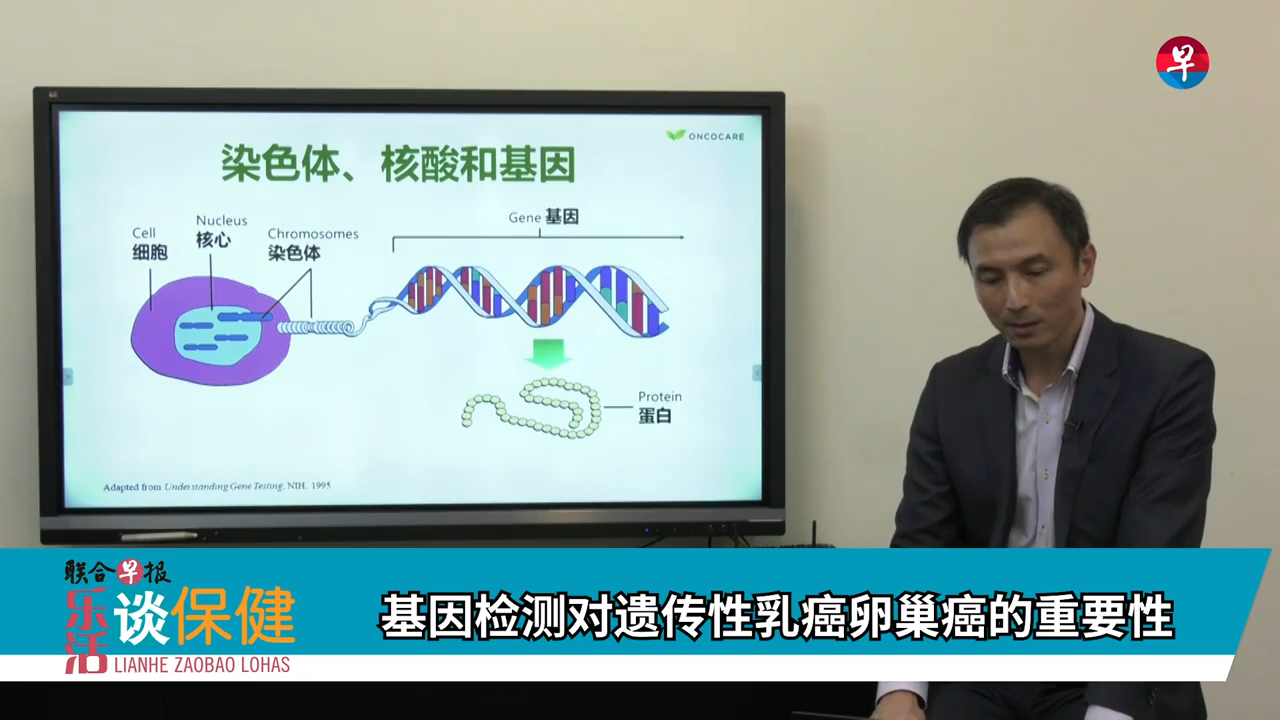 早
ONCOCARE
染色体、核酸和基因
Gene 基因
Nucleus
核心
Cell
细胞
Chromosomes
染色体
Protein
蛋白
Adapted from Understanding Gene Testing, NIH, 1995
联合早报
乐活谈保健
LIANHE ZAOBAO LOHAS
基因检测对遗传性乳癌卵巢癌的重要性